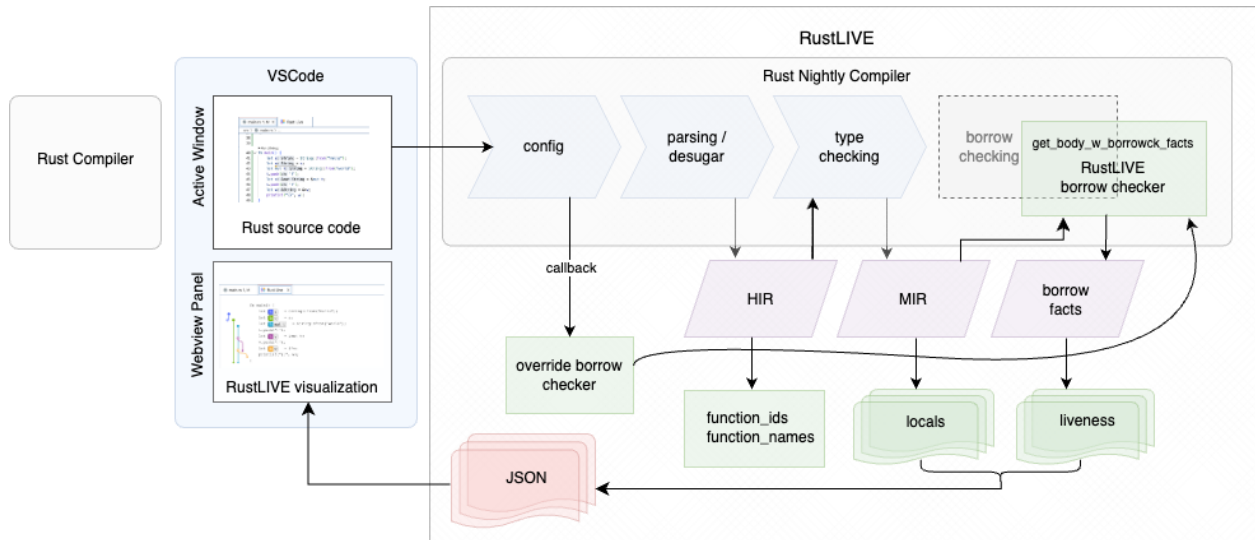 RustLIVE
VSCode
Rust Nightly Compiler
Rust Compiler
Active Window
Rust source code
config
parsing /
desugar
type
checking
borrow
checking
get_body_w_borrowck_facts
RustLIVE
borrow checker
callback
Webview Panel
RustLIVE visualization
HIR
MIR
borrow
facts
override borrow
checker
function_ids
function_names
locals
liveness
JSON